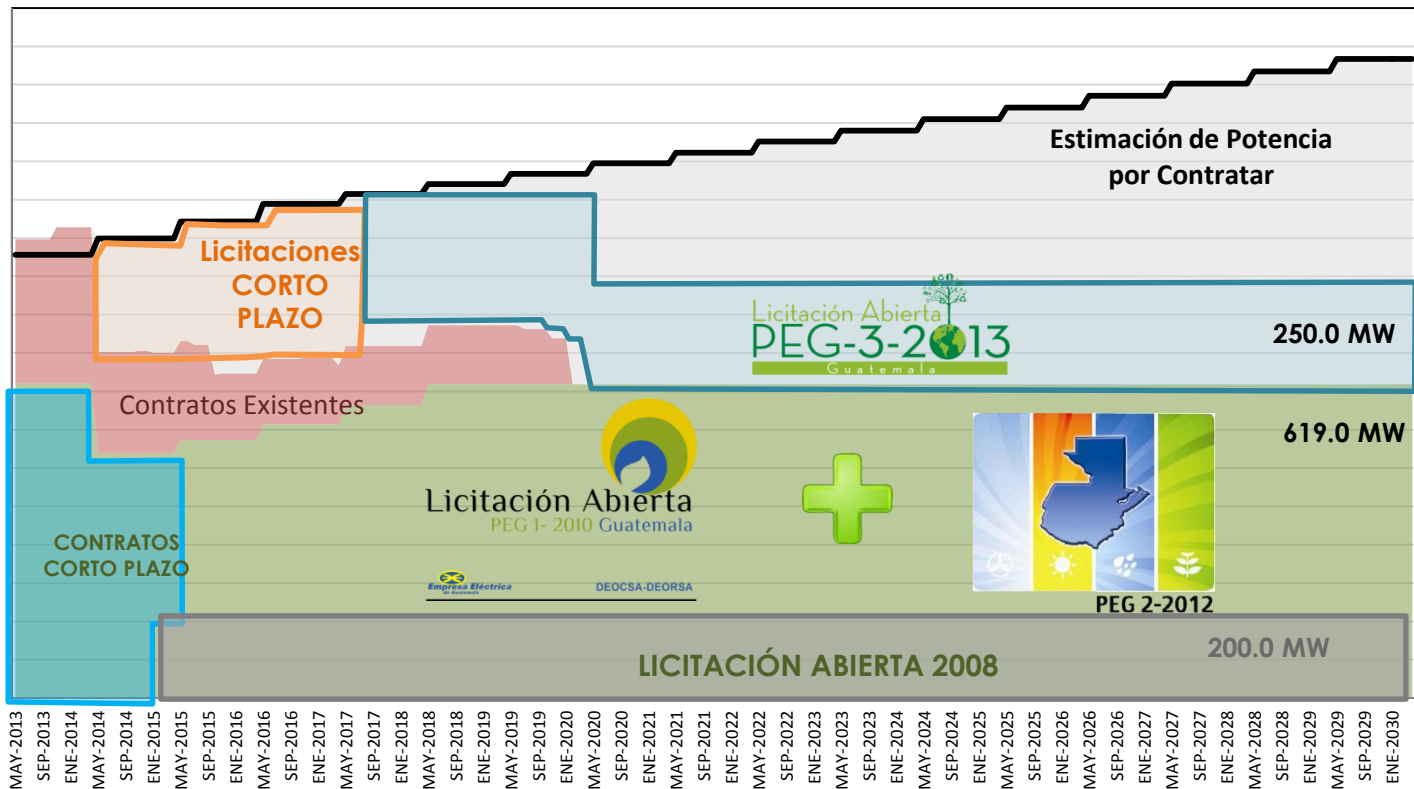 Estimación de Potencia
por Contratar
Licitaciones
CORTO
PLAZO
Licitación Abierta
PEG-3-2013
Guatemala
250.0 MW
Contratos Existentes
619.0 MW
Licitación Abierta
PEG 1- 2010 Guatemala
CONTRATOS
CORTO PLAZO
Empresa Eléctrica
de Guatemala
DEOCSA-DEORSA
PEG 2-2012
200.0 MW
LICITACIÓN ABIERTA 2008
MAY-2013
SEP-2013
ENE-2014
MAY-2014
SEP-2014
ENE-2015
MAY-2015
SEP-2015
ENE-2016
MAY-2016
SEP-2016
ENE-2017
MAY-2017
SEP-2017
ENE-2018
MAY-2018
SEP-2018
ENE-2019
MAY-2019
SEP-2019
ENE-2020
MAY-2020
SEP-2020
ENE-2021
MAY-2021
SEP-2021
ENE-2022
MAY-2022
SEP-2022
ENE-2023
MAY-2023
SEP-2023
ENE-2024
MAY-2024
SEP-2024
ENE-2025
MAY-2025
SEP-2025
ENE-2026
MAY-2026
SEP-2026
ENE-2027
MAY-2027
SEP-2027
ENE-2028
MAY-2028
SEP-2028
ENE-2029
MAY-2029
SEP-2029
ENE-2030